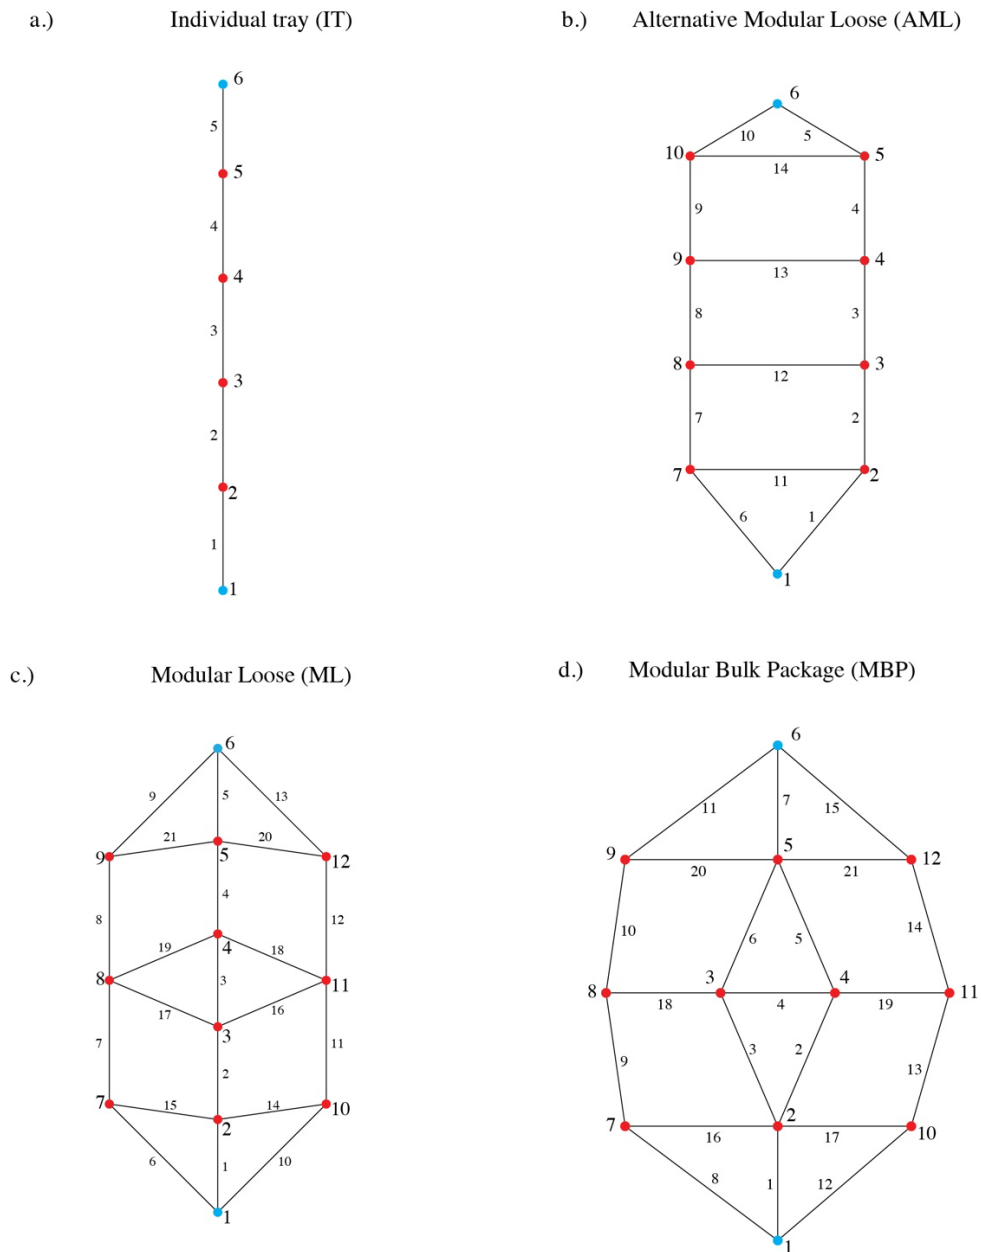 a.) Individual tray (IT)
6
5
5
4
4
3
3
2
2
1
1
b.) Alternative Modular Loose (AML)
6
10 5
10 5
14
9 4
9 4
13
8 3
8 3
12
7 2
7 2
11
6 1
1
c.) Modular Loose (ML)
6
9 5 13
21 20
9 5 12
8 4 12
19 4 18
8 3 11
17 16
3
7 2 11
7 15 14 10
2
6 1 10
1
d.) Modular Bulk Package (MBP)
6
11 7 15
9 5 12
20 21
10 6 5 14
8 3 4 11
18 4 19
9 3 2 13
7 2 10
16 17
8 1 12
1